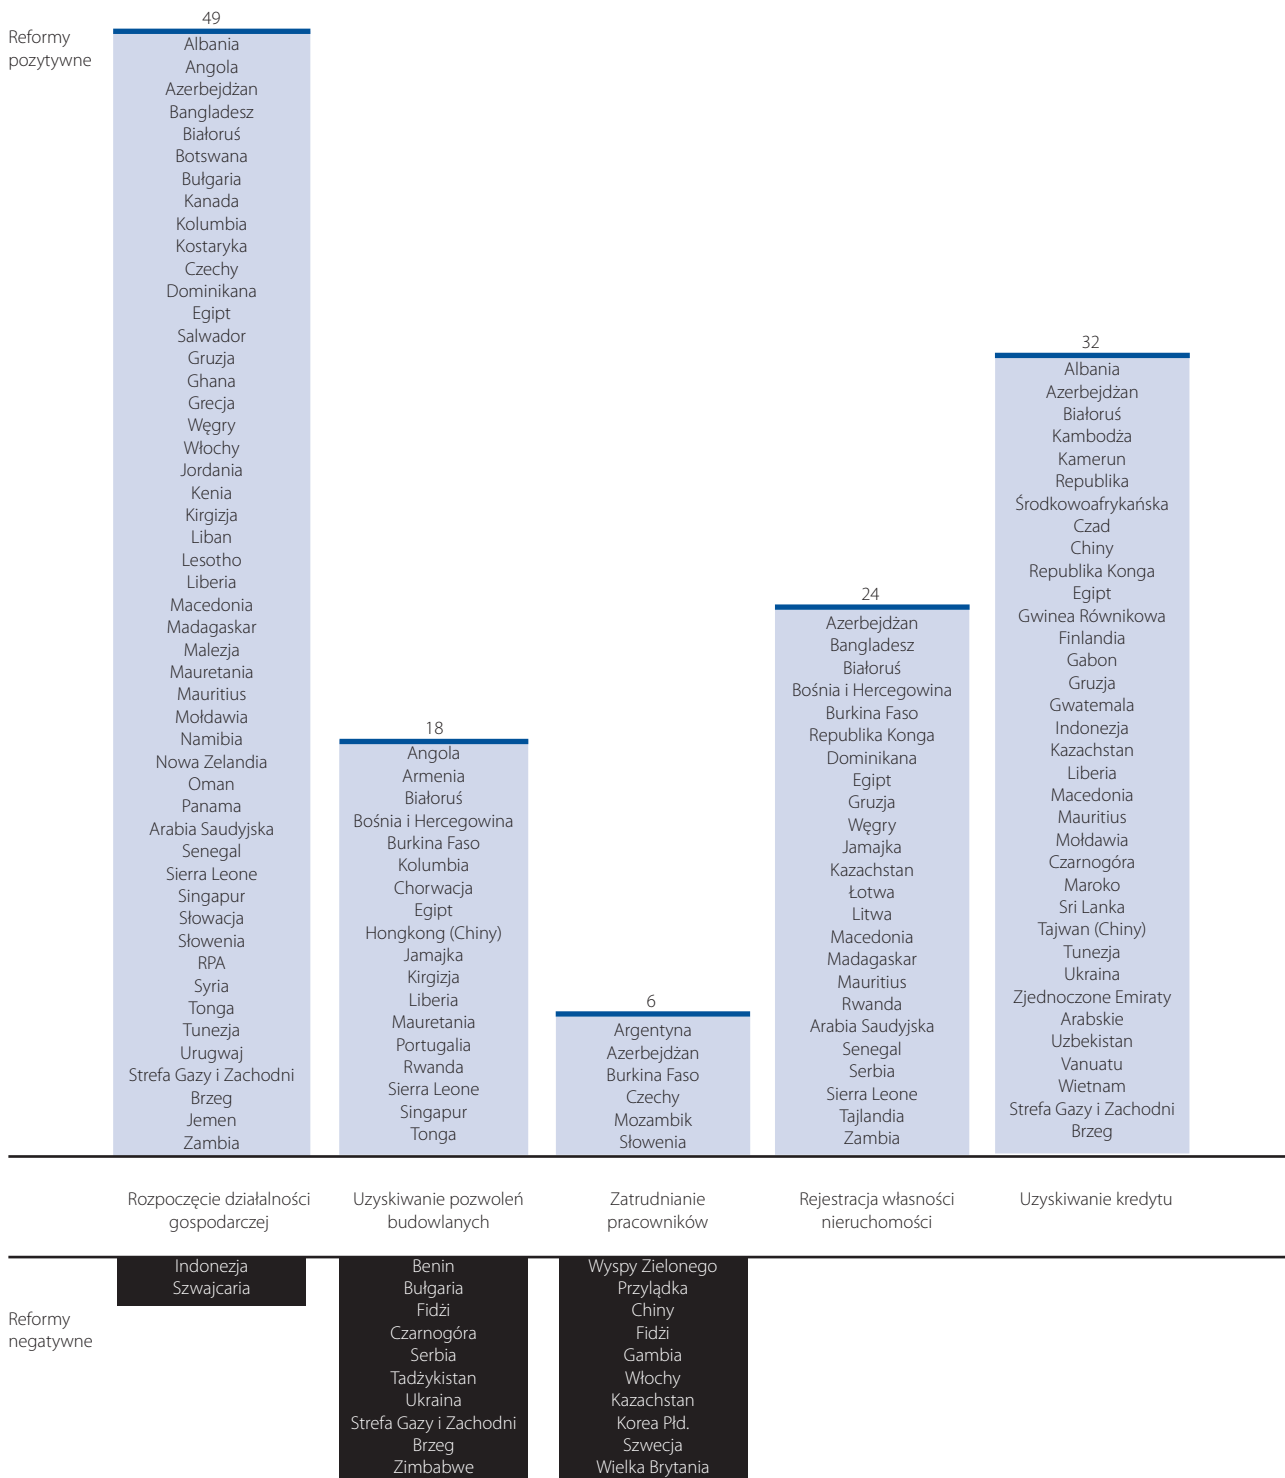 Reformy
pozytywne
49
Albania
Angola
Azerbejdżan
Bangladesz
Białoruś
Botswana
Bułgaria
Kanada
Kolumbia
Kostaryka
Czechy
Dominikana
Egipt
Salwador
Gruzja
Ghana
Grecja
Węgry
Włochy
Jordania
Kenia
Kirgizja
Liban
Lesotho
Liberia
Macedonia
Madagaskar
Malezja
Mauretania
Mauritius
Mołdawia
Namibia
Nowa Zelandia
Oman
Panama
Arabia Saudyjska
Senegal
Sierra Leone
Singapur
Słowacja
Słowenia
RPA
Syria
Tonga
Tunezja
Urugwaj
Strefa Gazy i Zachodni
Brzeg
Jemen
Zambia
18
Angola
Armenia
Białoruś
Bośnia i Hercegowina
Burkina Faso
Kolumbia
Chorwacja
Egipt
Hongkong (Chiny)
Jamajka
Kirgizja
Liberia
Mauretania
Portugalia
Rwanda
Sierra Leone
Singapur
Tonga
6
Argentyna
Azerbejdżan
Burkina Faso
Czechy
Mozambik
Słowenia
24
Azerbejdżan
Bangladesz
Białoruś
Bośnia i Hercegowina
Burkina Faso
Republika Konga
Dominikana
Egipt
Gruzja
Węgry
Jamajka
Kazachstan
Łotwa
Litwa
Macedonia
Madagaskar
Mauritius
Rwanda
Arabia Saudyjska
Senegal
Serbia
Sierra Leone
Tajlandia
Zambia
32
Albania
Azerbejdżan
Białoruś
Kambodża
Kamerun
Republika
Środkowoafrykańska
Czad
Chiny
Republika Konga
Egipt
Gwinea Równikowa
Finlandia
Gabon
Gruzja
Gwatemala
Indonezja
Kazachstan
Liberia
Macedonia
Mauritius
Mołdawia
Czarnogóra
Maroko
Sri Lanka
Tajwan (Chiny)
Tunezja
Ukraina
Zjednoczone Emiraty
Arabskie
Uzbekistan
Vanuatu
Wietnam
Strefa Gazy i Zachodni
Brzeg
Rozpoczęcie działalności
gospodarczej
Uzyskiwanie pozwoleń
budowlanych
Zatrudnianie
pracowników
Rejestracja własności
nieruchomości
Uzyskiwanie kredytu
Reformy
negatywne
Indonezja
Szwajcaria
Benin
Bułgaria
Fidżi
Czarnogóra
Serbia
Tadżykistan
Ukraina
Strefa Gazy i Zachodni
Brzeg
Zimbabwe
Wyspy Zielonego
Przylądka
Chiny
Fidżi
Gambia
Włochy
Kazachstan
Korea Płd.
Szwecja
Wielka Brytania